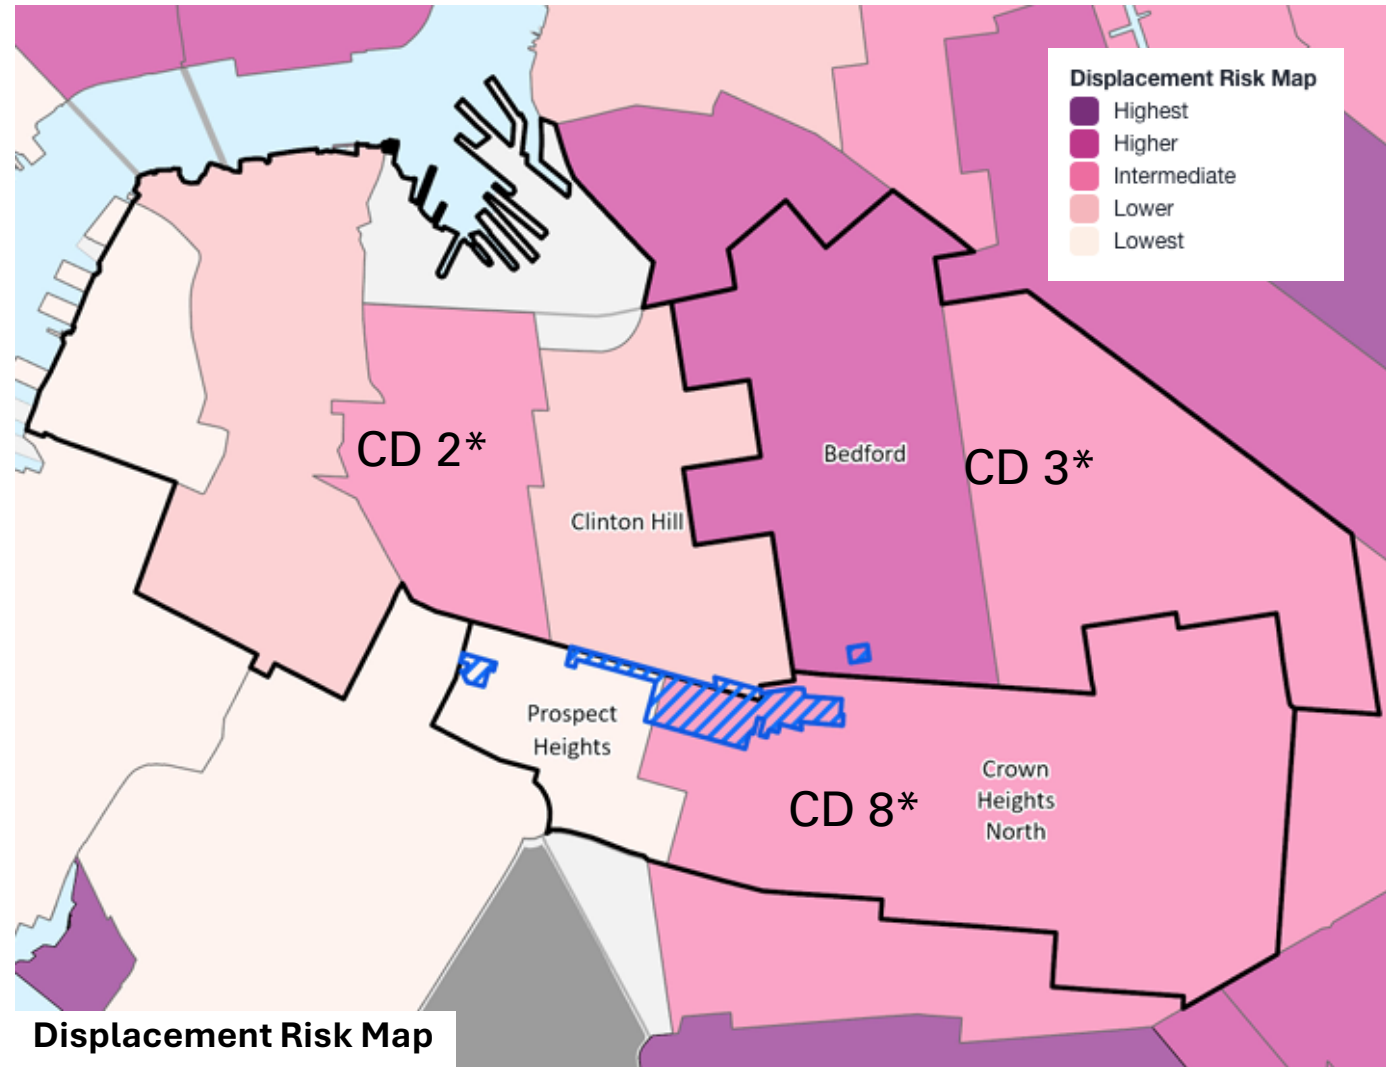 Displacement Risk Map
Highest
Higher
Intermediate
Lower
Lowest
CD 2*
Bedford
CD 3*
Clinton Hill
Prospect
Heights
Crown
Heights
North
CD 8*
Displacement Risk Map